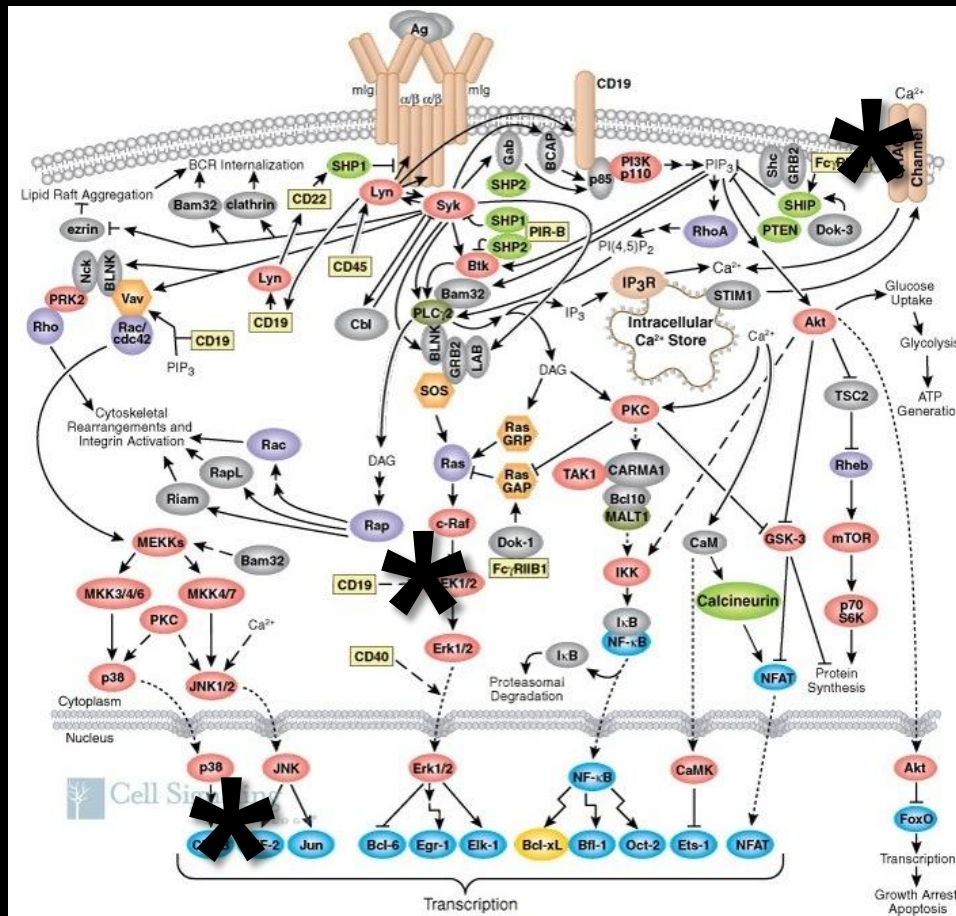 Ag
mIg
α/β α/β
mIg
CD19
Ca²⁺
Channel
BCR Internalization
Lipid Raft Aggregation
SHP1
Lyn
Gab
BCAP
SHP2
p85
PI3K
p110
PIP₃
Shc
GRB2
SHIP
PTEN
Dok-3
ezrin
Bam32
clathrin
CD22
Syk
SHP1
SHP2
PIR-B
RhoA
PI(4,5)P₂
Nck
BLNK
PRK2
Vav
Rho
Rac/
cdc42
Lyn
CD45
CD19
CD19
PIP₃
Cbl
Btk
Bam32
PLCγ2
BLNK
GRB2
LAB
SOS
IP₃
IP₃R
Ca²⁺
STIM1
Intracellular
Ca²⁺ Store
Ca²⁺
Akt
Glucose
Uptake
Glycolysis
ATP
Generation
DAG
PKC
TSC2
Cytoskeletal
Rearrangements and
Integrin Activation
Rac
RapL
Riam
DAG
Rap
Ras
Ras
GRP
Ras
GAP
TAK1
CARMA1
Bcl10
MALT1
Rheb
c-Raf
Dok-1
FcγRIIB1
CaM
GSK-3
mTOR
MEKKs
Bam32
CD19
IKK
MKK3/4/6
MKK4/7
Calcineurin
p70
S6K
PKC
Ca²⁺
Erk1/2
IκB
NF-κB
CD40
IκB
Proteasomal
Degradation
NFAT
Protein
Synthesis
p38
JNK1/2
Cytoplasm
Nucleus
p38
JNK
Erk1/2
NF-κB
CaMK
Akt
FoxO
Jun
Bcl-6
Egr-1
Elk-1
Bcl-xL
Bfl-1
Oct-2
Ets-1
NFAT
Transcription
Transcription
Growth Arrest
Apoptosis